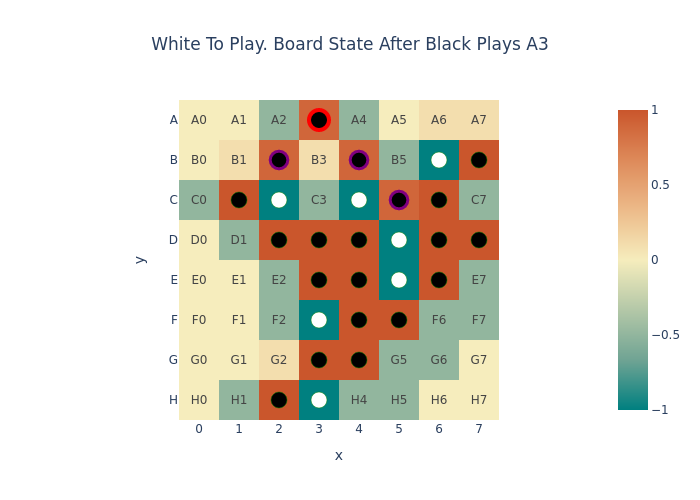 White To Play. Board State After Black Plays A3
A A0 A1 A2 A4 A5 A6 A7
B B0 B1 B3 B5
C C0 C3 C7
D D0 D1
E E0 E1 E2 E7
F F0 F1 F2 F6 F7
G G0 G1 G2 G5 G6 G7
H H0 H1 H4 H5 H6 H7
0 1 2 3 4 5 6 7
x
y
1
0.5
0
−0.5
−1